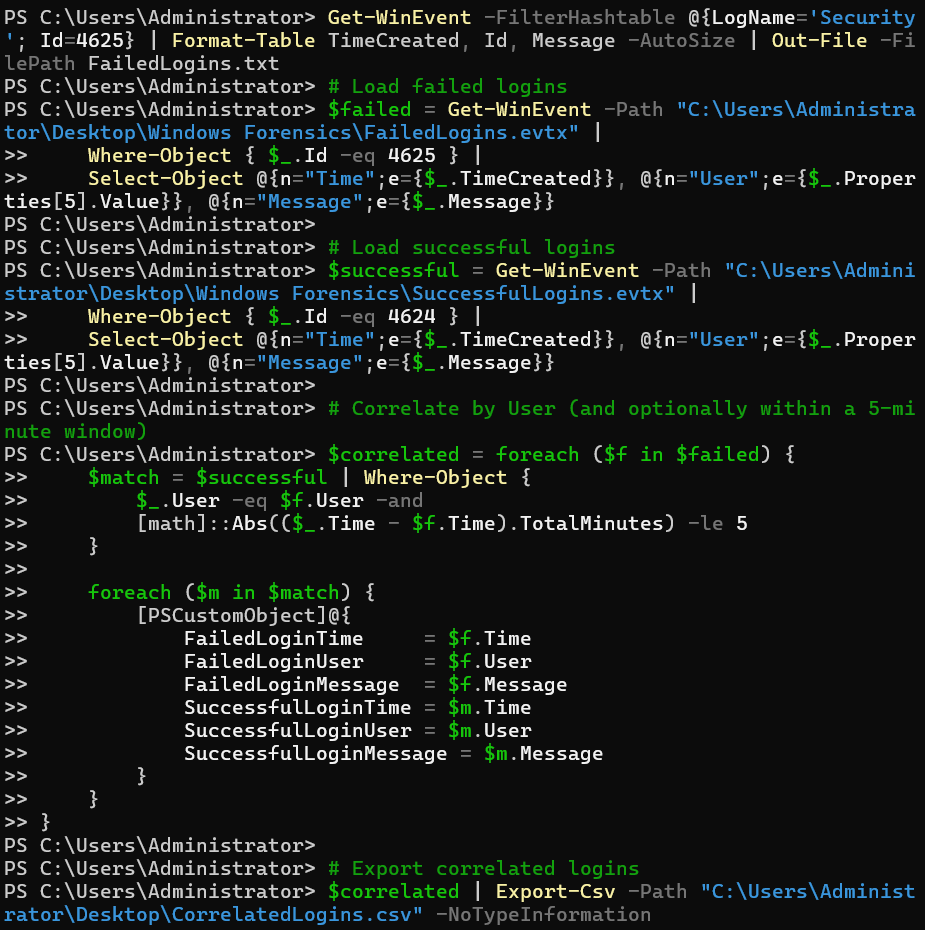 PS C:\Users\Administrator> Get-WinEvent -FilterHashtable @{LogName='Security
'; Id=4625} | Format-Table TimeCreated, Id, Message -AutoSize | Out-File -Fi
lePath FailedLogins.txt
PS C:\Users\Administrator> # Load failed logins
PS C:\Users\Administrator> $failed = Get-WinEvent -Path "C:\Users\Administra
tor\Desktop\Windows Forensics\FailedLogins.evtx" |
>>     Where-Object { $_.Id -eq 4625 } |
>>     Select-Object @{n="Time";e={$_.TimeCreated}}, @{n="User";e={$_.Proper
ties[5].Value}}, @{n="Message";e={$_.Message}}
PS C:\Users\Administrator>
PS C:\Users\Administrator> # Load successful logins
PS C:\Users\Administrator> $successful = Get-WinEvent -Path "C:\Users\Admini
strator\Desktop\Windows Forensics\SuccessfulLogins.evtx" |
>>     Where-Object { $_.Id -eq 4624 } |
>>     Select-Object @{n="Time";e={$_.TimeCreated}}, @{n="User";e={$_.Proper
ties[5].Value}}, @{n="Message";e={$_.Message}}
PS C:\Users\Administrator>
PS C:\Users\Administrator> # Correlate by User (and optionally within a 5-mi
nute window)
PS C:\Users\Administrator> $correlated = foreach ($f in $failed) {
>>     $match = $successful | Where-Object {
>>         $_.User -eq $f.User -and
>>         [math]::Abs(($_.Time - $f.Time).TotalMinutes) -le 5
>>     }
>>
>>     foreach ($m in $match) {
>>         [PSCustomObject]@{
>>             FailedLoginTime     = $f.Time
>>             FailedLoginUser     = $f.User
>>             FailedLoginMessage  = $f.Message
>>             SuccessfulLoginTime = $m.Time
>>             SuccessfulLoginUser = $m.User
>>             SuccessfulLoginMessage = $m.Message
>>         }
>>     }
>> }
PS C:\Users\Administrator>
PS C:\Users\Administrator> # Export correlated logins
PS C:\Users\Administrator> $correlated | Export-Csv -Path "C:\Users\Administ
rator\Desktop\CorrelatedLogins.csv" -NoTypeInformation